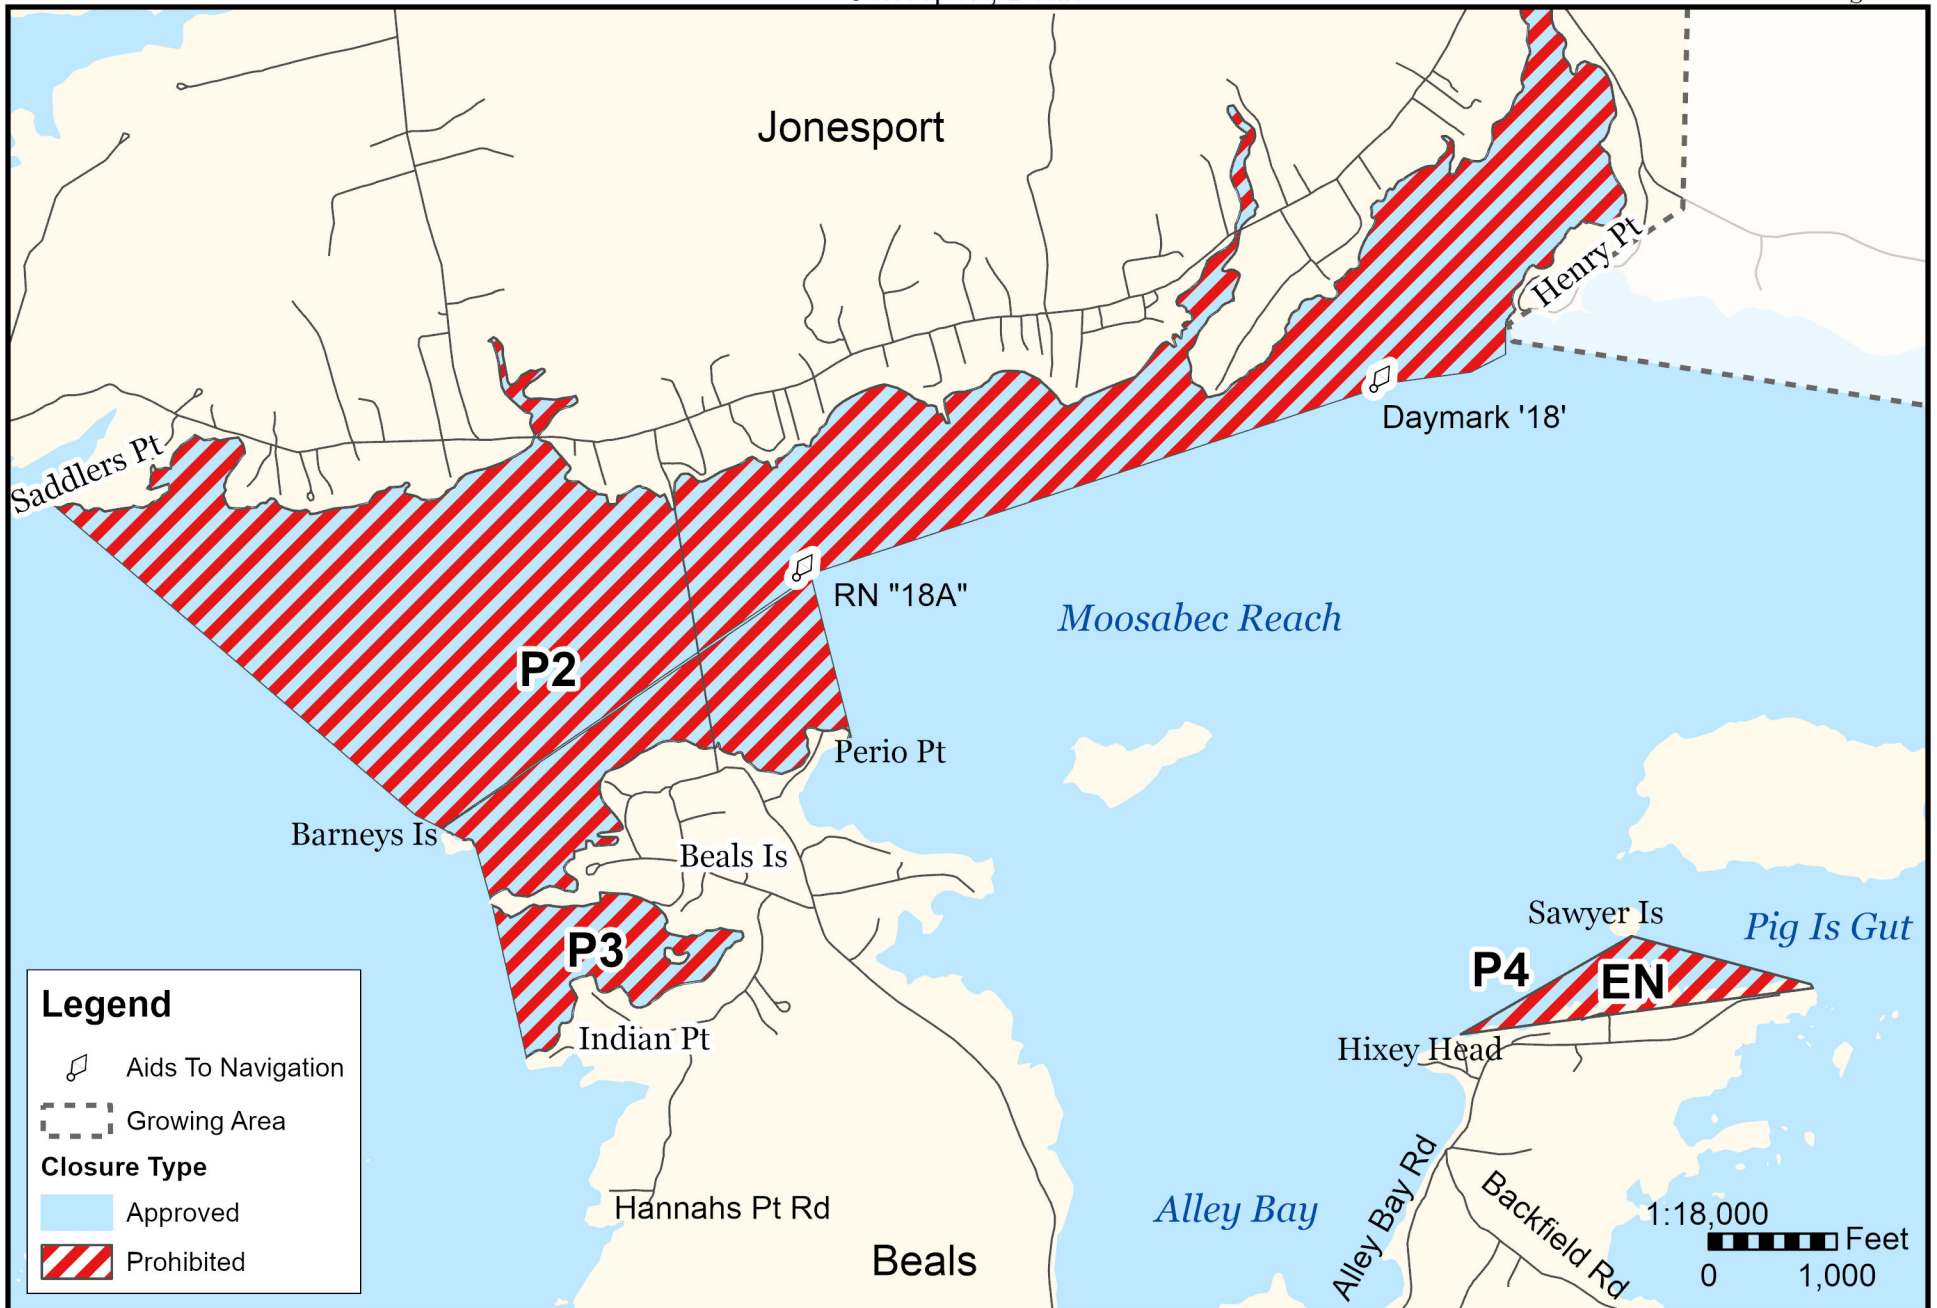 Jonesport
Henry Pt
Daymark '18'
Saddlers Pt
RN "18A"
Moosabec Reach
P2
Perio Pt
Barneys Is
Beals Is
Sawyer Is
Pig Is Gut
P3
P4
EN
Indian Pt
Hixey Head
Legend
Aids To Navigation
Growing Area
Closure Type
Approved
Prohibited
Hannahs Pt Rd
Alley Bay
Alley Bay Rd
Backfield Rd
Beals
1:18,000
Feet
0 1,000